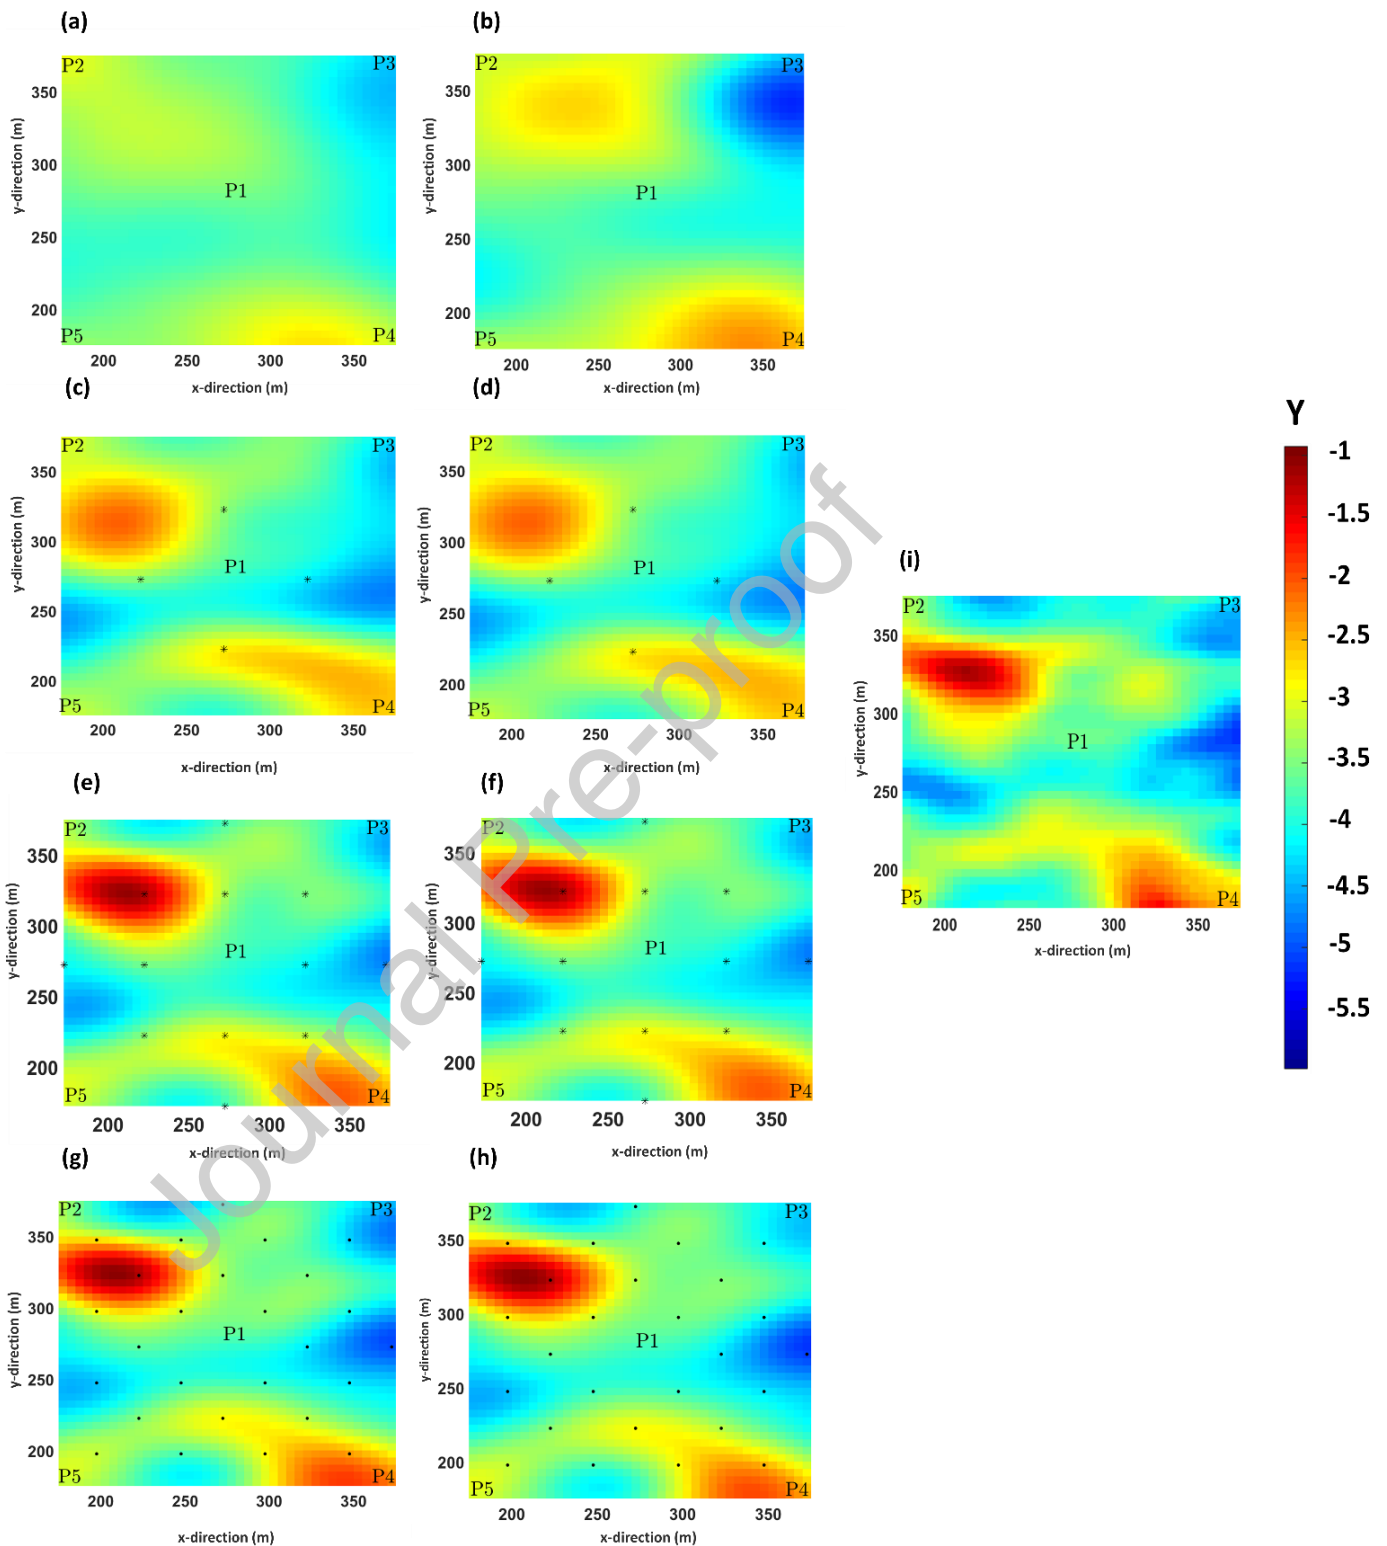 (a)
P2
P3
P1
P5
P4
350
300
250
200
y-direction (m)
200
250
300
350
x-direction (m)
(b)
P2
P3
P1
P5
P4
350
300
250
200
y-direction (m)
200
250
300
350
x-direction (m)
(c)
P2
P3
P1
P5
P4
350
300
250
200
y-direction (m)
200
250
300
350
x-direction (m)
(d)
P2
P3
P1
P5
P4
350
300
250
200
y-direction (m)
200
250
300
350
x-direction (m)
(e)
P2
P3
P1
P5
P4
350
300
250
200
y-direction (m)
200
250
300
350
x-direction (m)
(f)
P2
P3
P1
P5
P4
350
300
250
200
y-direction (m)
200
250
300
350
x-direction (m)
(g)
P2
P3
P1
P5
P4
350
300
250
200
y-direction (m)
200
250
300
350
x-direction (m)
(h)
P2
P3
P1
P5
P4
350
300
250
200
y-direction (m)
200
250
300
350
x-direction (m)
(i)
P2
P3
P1
P5
P4
350
300
250
200
y-direction (m)
200
250
300
350
x-direction (m)
Y
-1
-1.5
-2
-2.5
-3
-3.5
-4
-4.5
-5
-5.5
Journal Pre-proof